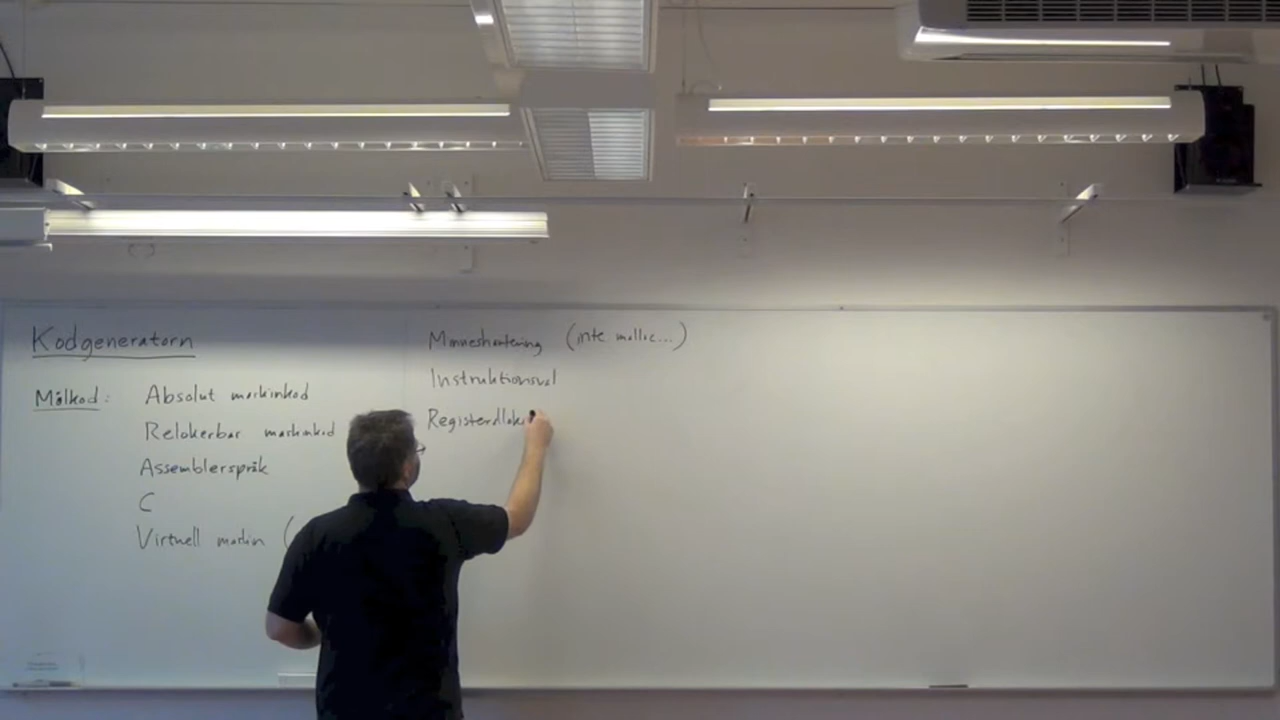 Kodgeneratorn
Målkod: Absolut maskinkod
Relokerbar maskinkod
Assemblerspråk
C
Virtuell maskin (
Minneshantering (inte malloc...)
Instruktionsval
Registerallok